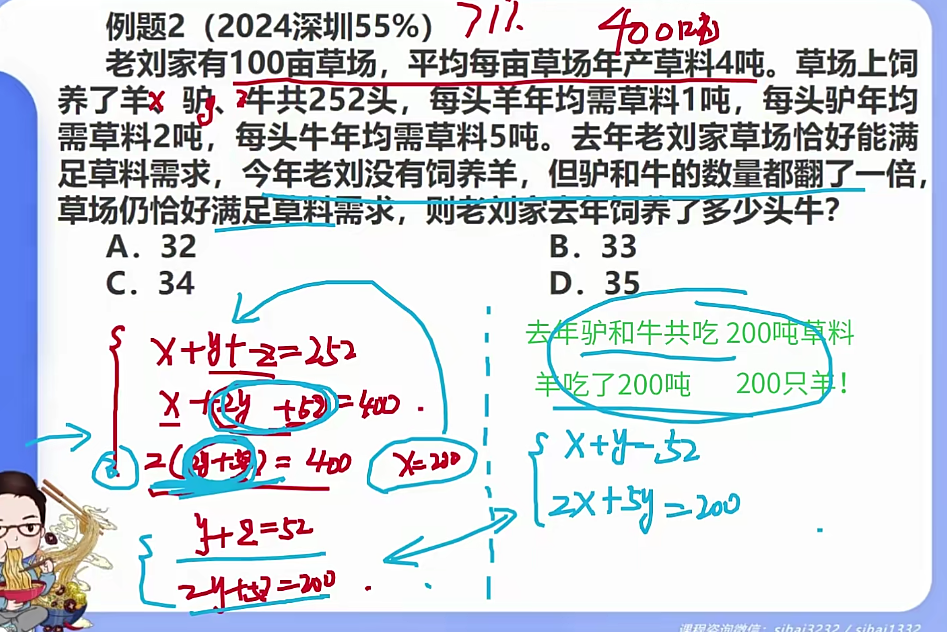 例题2（2024深圳55%） 71% 400吨
老刘家有100亩草场，平均每亩草场年产草料4吨。草场上饲
养了羊x、驴y、z牛共252头，每头羊年均需草料1吨，每头驴年均
需草料2吨，每头牛年均需草料5吨。去年老刘家草场恰好能满
足草料需求，今年老刘没有饲养羊，但驴和牛的数量都翻了一倍，
草场仍恰好满足草料需求，则老刘家去年饲养了多少头牛？
A．32
B．33
C．34
D．35
x+y+z=252
x+2y+5z=400
2(2y+5z)=400
x=200
y+z=52
2y+5z=200
去年驴和牛共吃 200吨草料
羊吃了200吨 200只羊！
x+y=52
2x+5y=200
课程咨询微信：sihai3232 / sihai1332